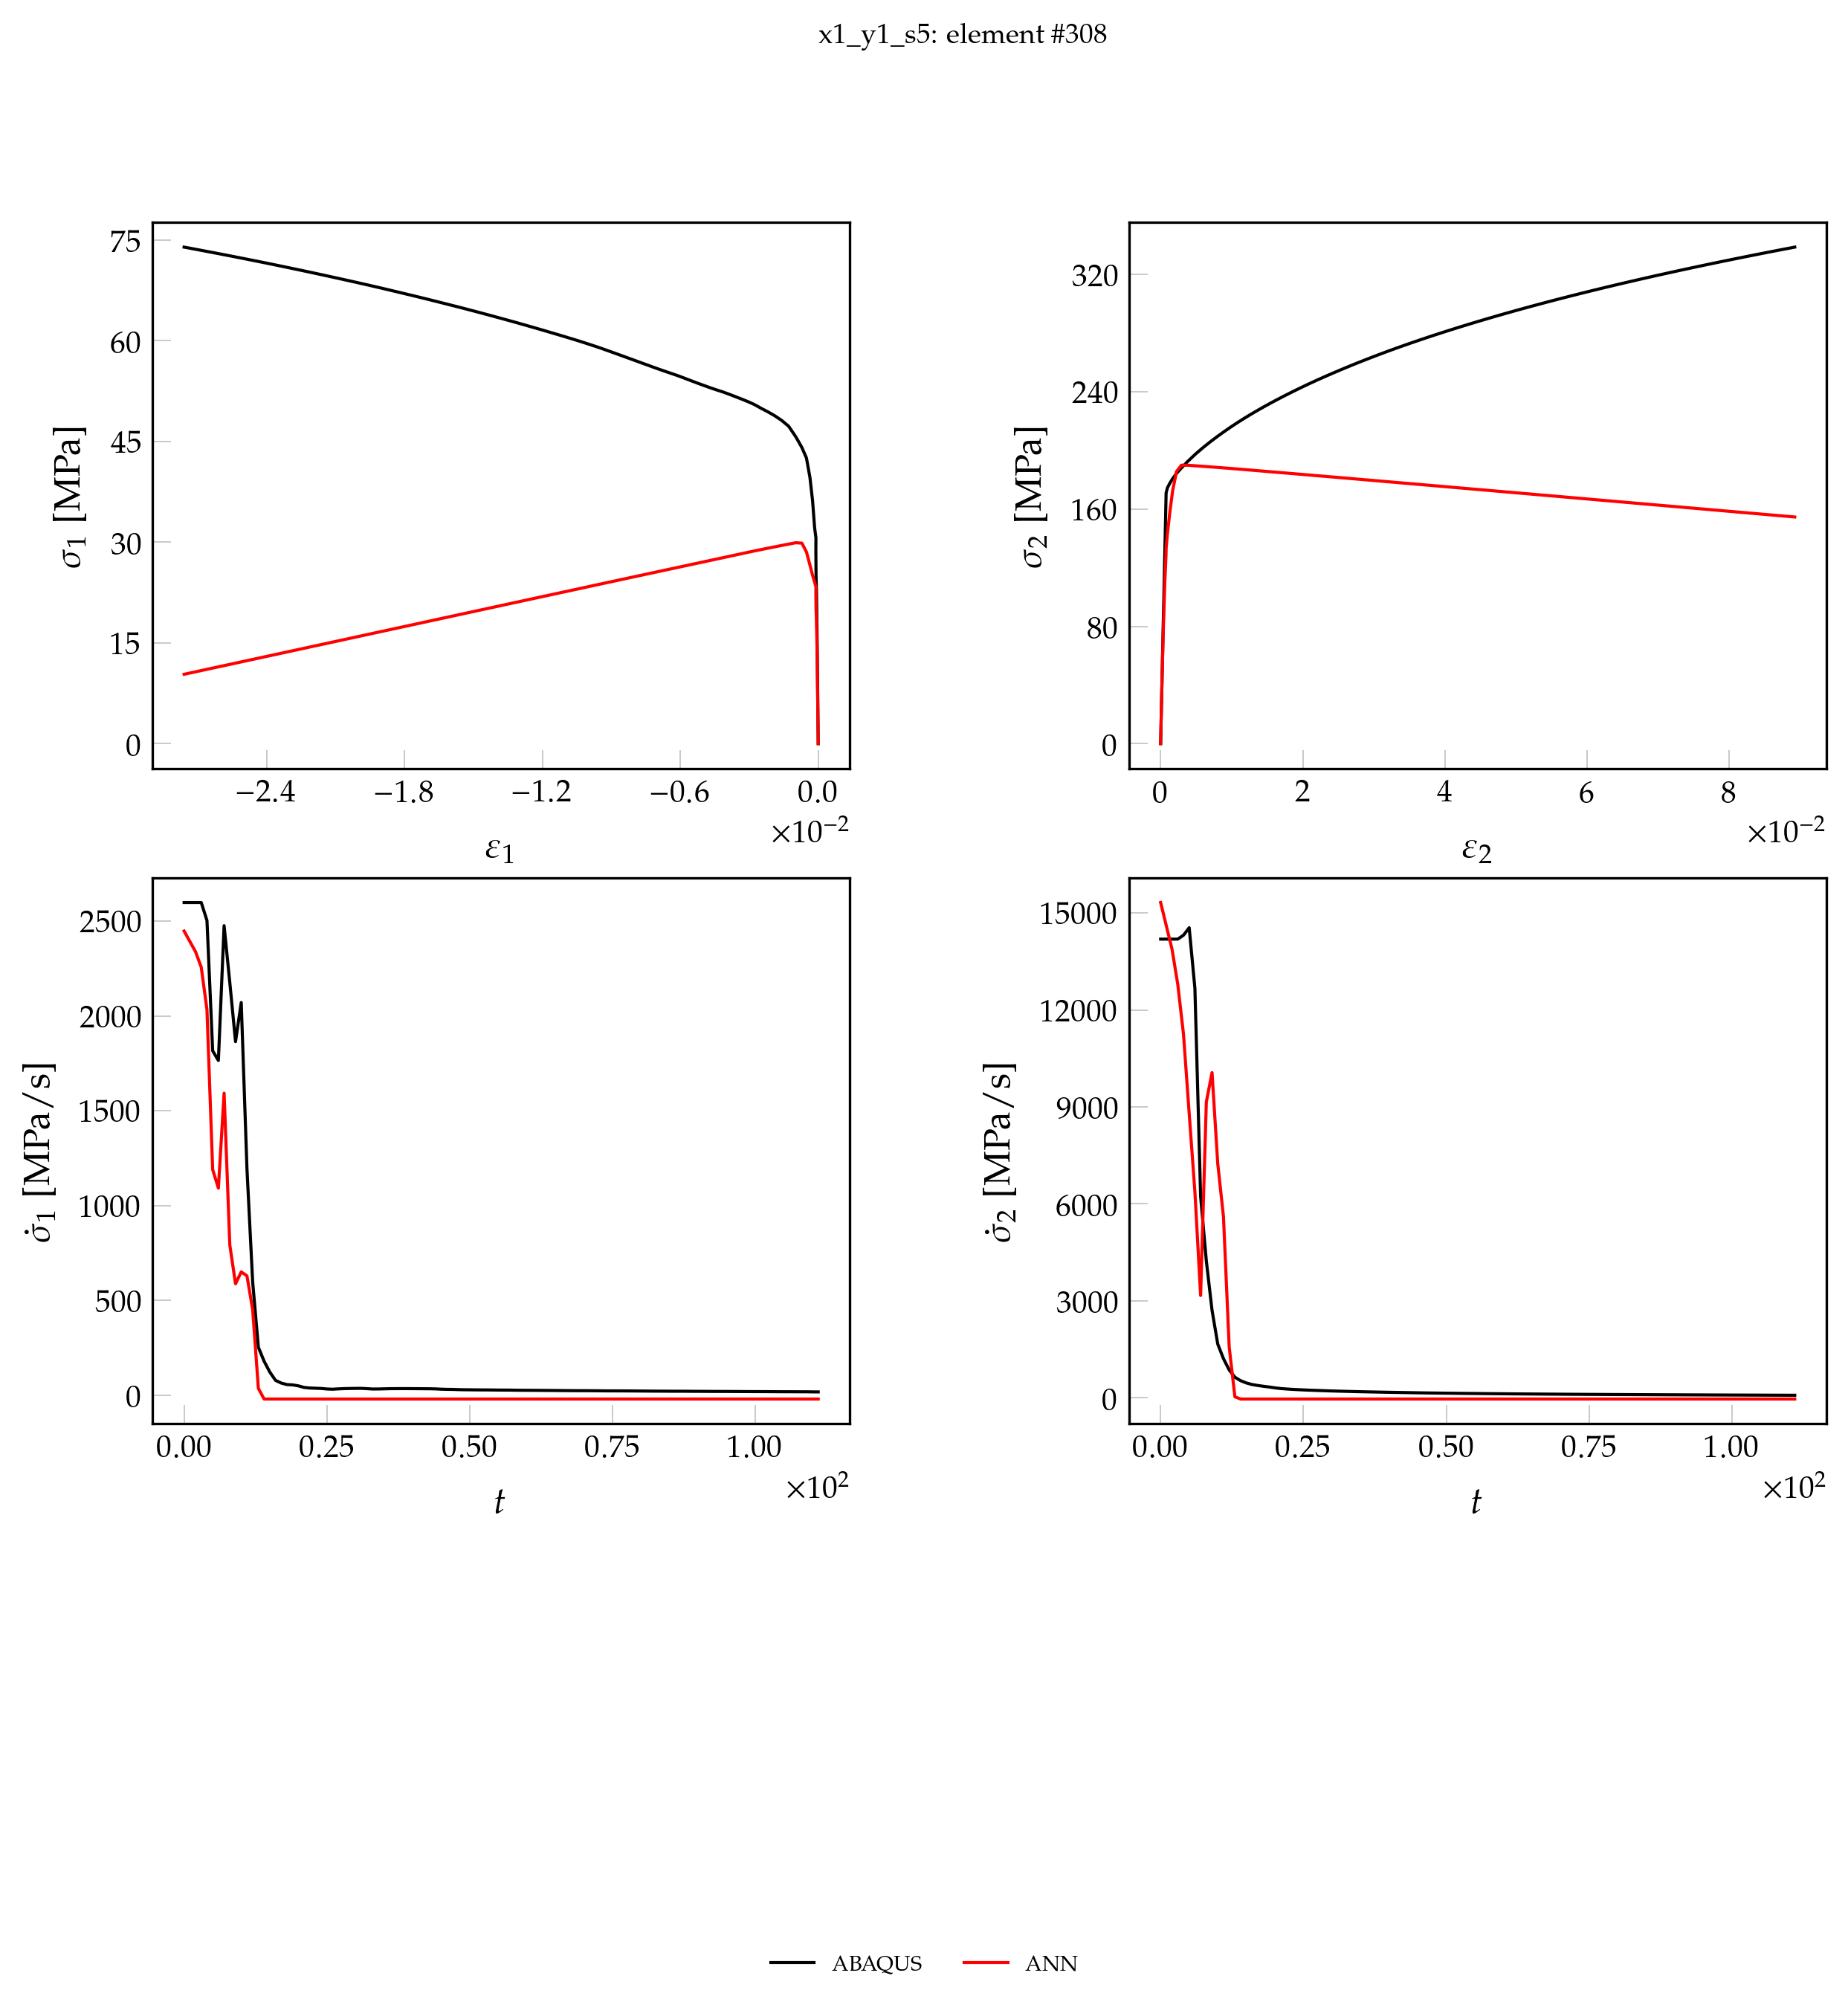 x1_y1_s5: element #308
75
60
45
30
15
0
σ1 [MPa]
−2.4 −1.8 −1.2 −0.6 0.0
×10−2
ε1
320
240
160
80
0
σ2 [MPa]
0 2 4 6 8
×10−2
ε2
2500
2000
1500
1000
500
0
σ̇1 [MPa/s]
0.00 0.25 0.50 0.75 1.00
×102
t
15000
12000
9000
6000
3000
0
σ̇2 [MPa/s]
0.00 0.25 0.50 0.75 1.00
×102
t
ABAQUS ANN